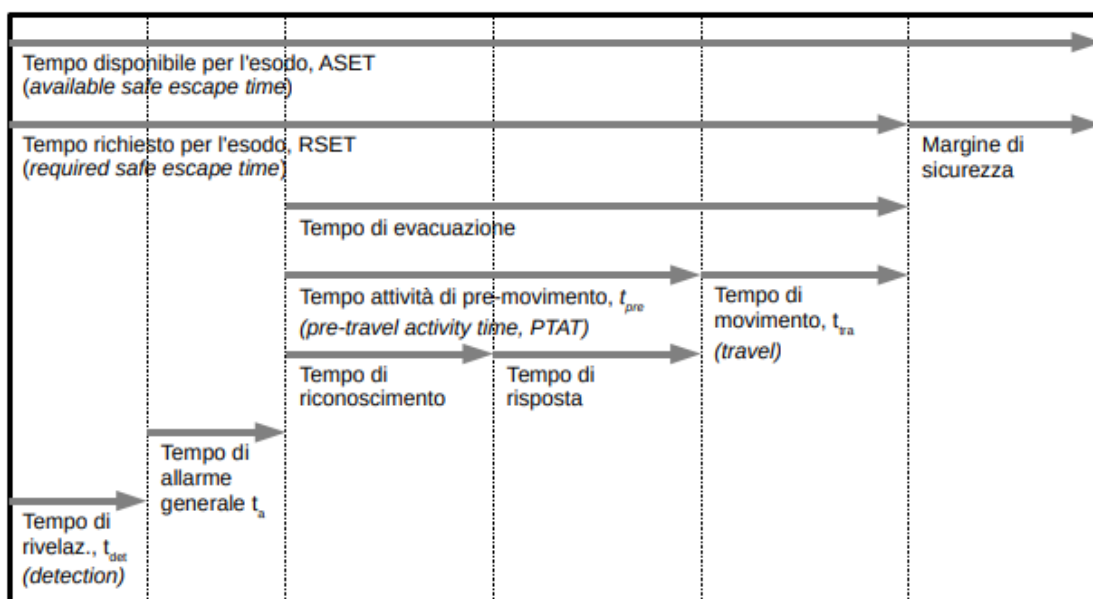 Tempo disponibile per l'esodo, ASET
(available safe escape time)
Tempo richiesto per l'esodo, RSET
(required safe escape time)
Margine di
sicurezza
Tempo di evacuazione
Tempo attività di pre-movimento, tpre
(pre-travel activity time, PTAT)
Tempo di
movimento, ttra
(travel)
Tempo di
riconoscimento
Tempo di
risposta
Tempo di
allarme
generale ta
Tempo di
rivelaz., tdet
(detection)